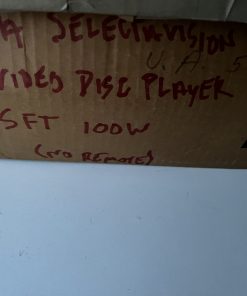 A SELECTAVISION
U.A. 5
VIDEO DISC PLAYER
SFT 100W
(NO REMOTE)